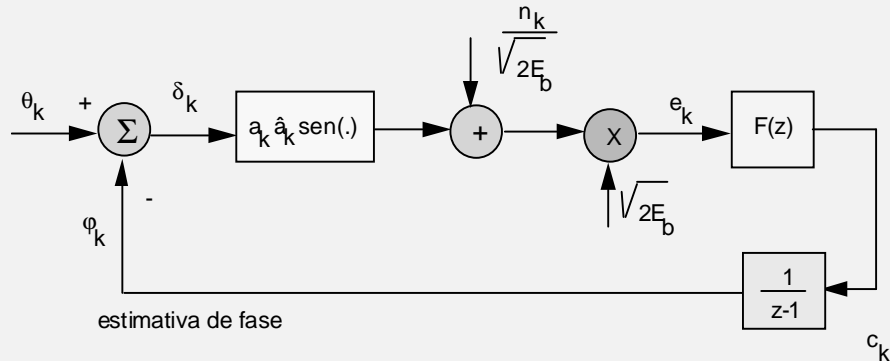 n_k
√2E_b
θ_k
+
Σ
δ_k
a_k â_k sen(.)
+
X
e_k
F(z)
-
φ_k
√2E_b
1
z-1
estimativa de fase
c_k